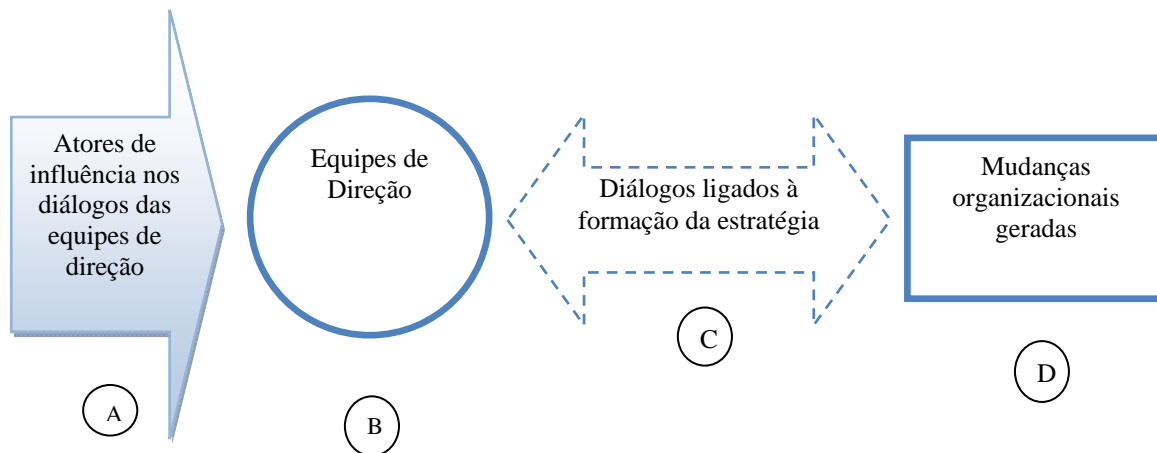 Atores de
influência nos
diálogos das
equipes de
direção
Equipes de
Direção
Diálogos ligados à
formação da estratégia
Mudanças
organizacionais
geradas
A
B
C
D